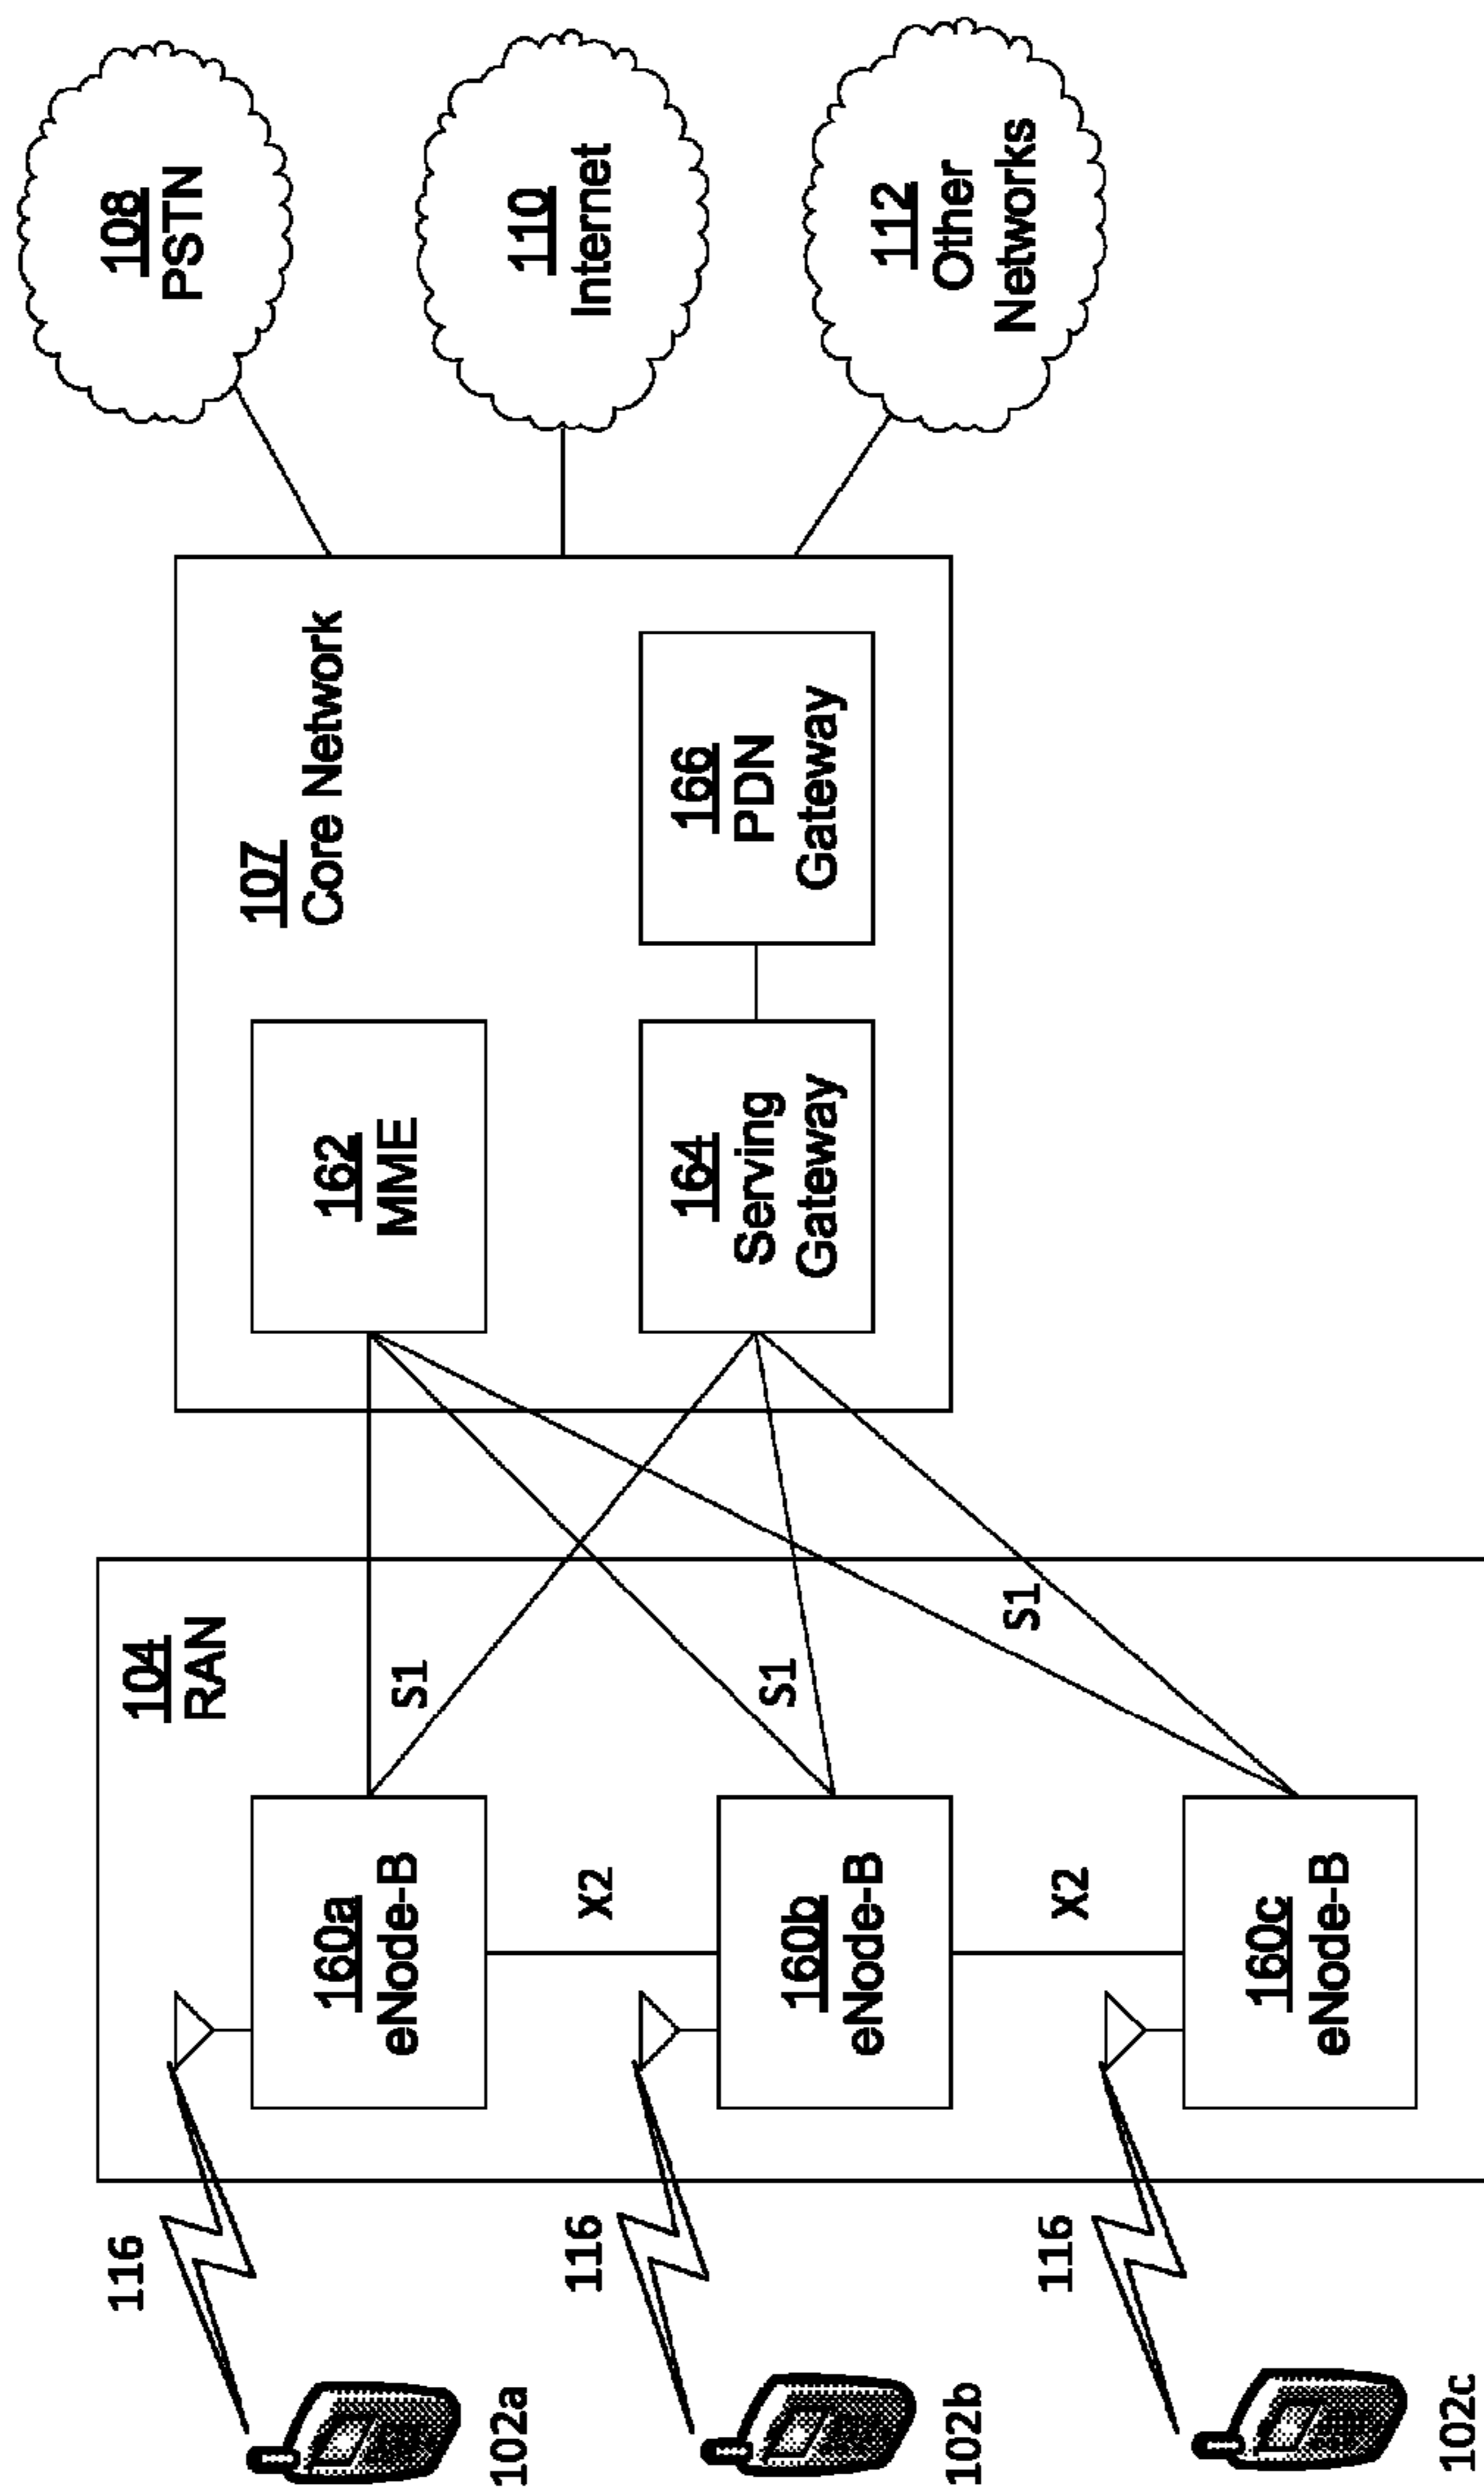 116
102a
116
102b
116
102c
104
RAN
160a
eNode-B
X2
160b
eNode-B
X2
160c
eNode-B
S1
S1
S1
107
Core Network
162
MME
164
Serving
Gateway
166
PDN
Gateway
108
PSTN
110
Internet
112
Other
Networks